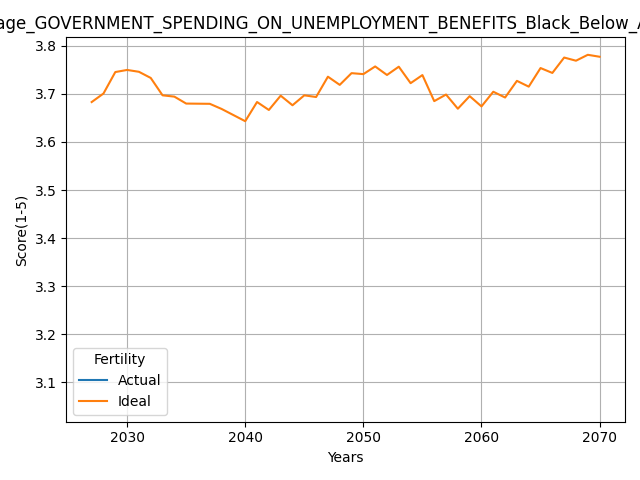 age_GOVERNMENT_SPENDING_ON_UNEMPLOYMENT_BENEFITS_Black_Below_A
3.8
3.7
3.6
3.5
3.4
3.3
3.2
3.1
Score(1-5)
Fertility
Actual
Ideal
2030 2040 2050 2060 2070
Years